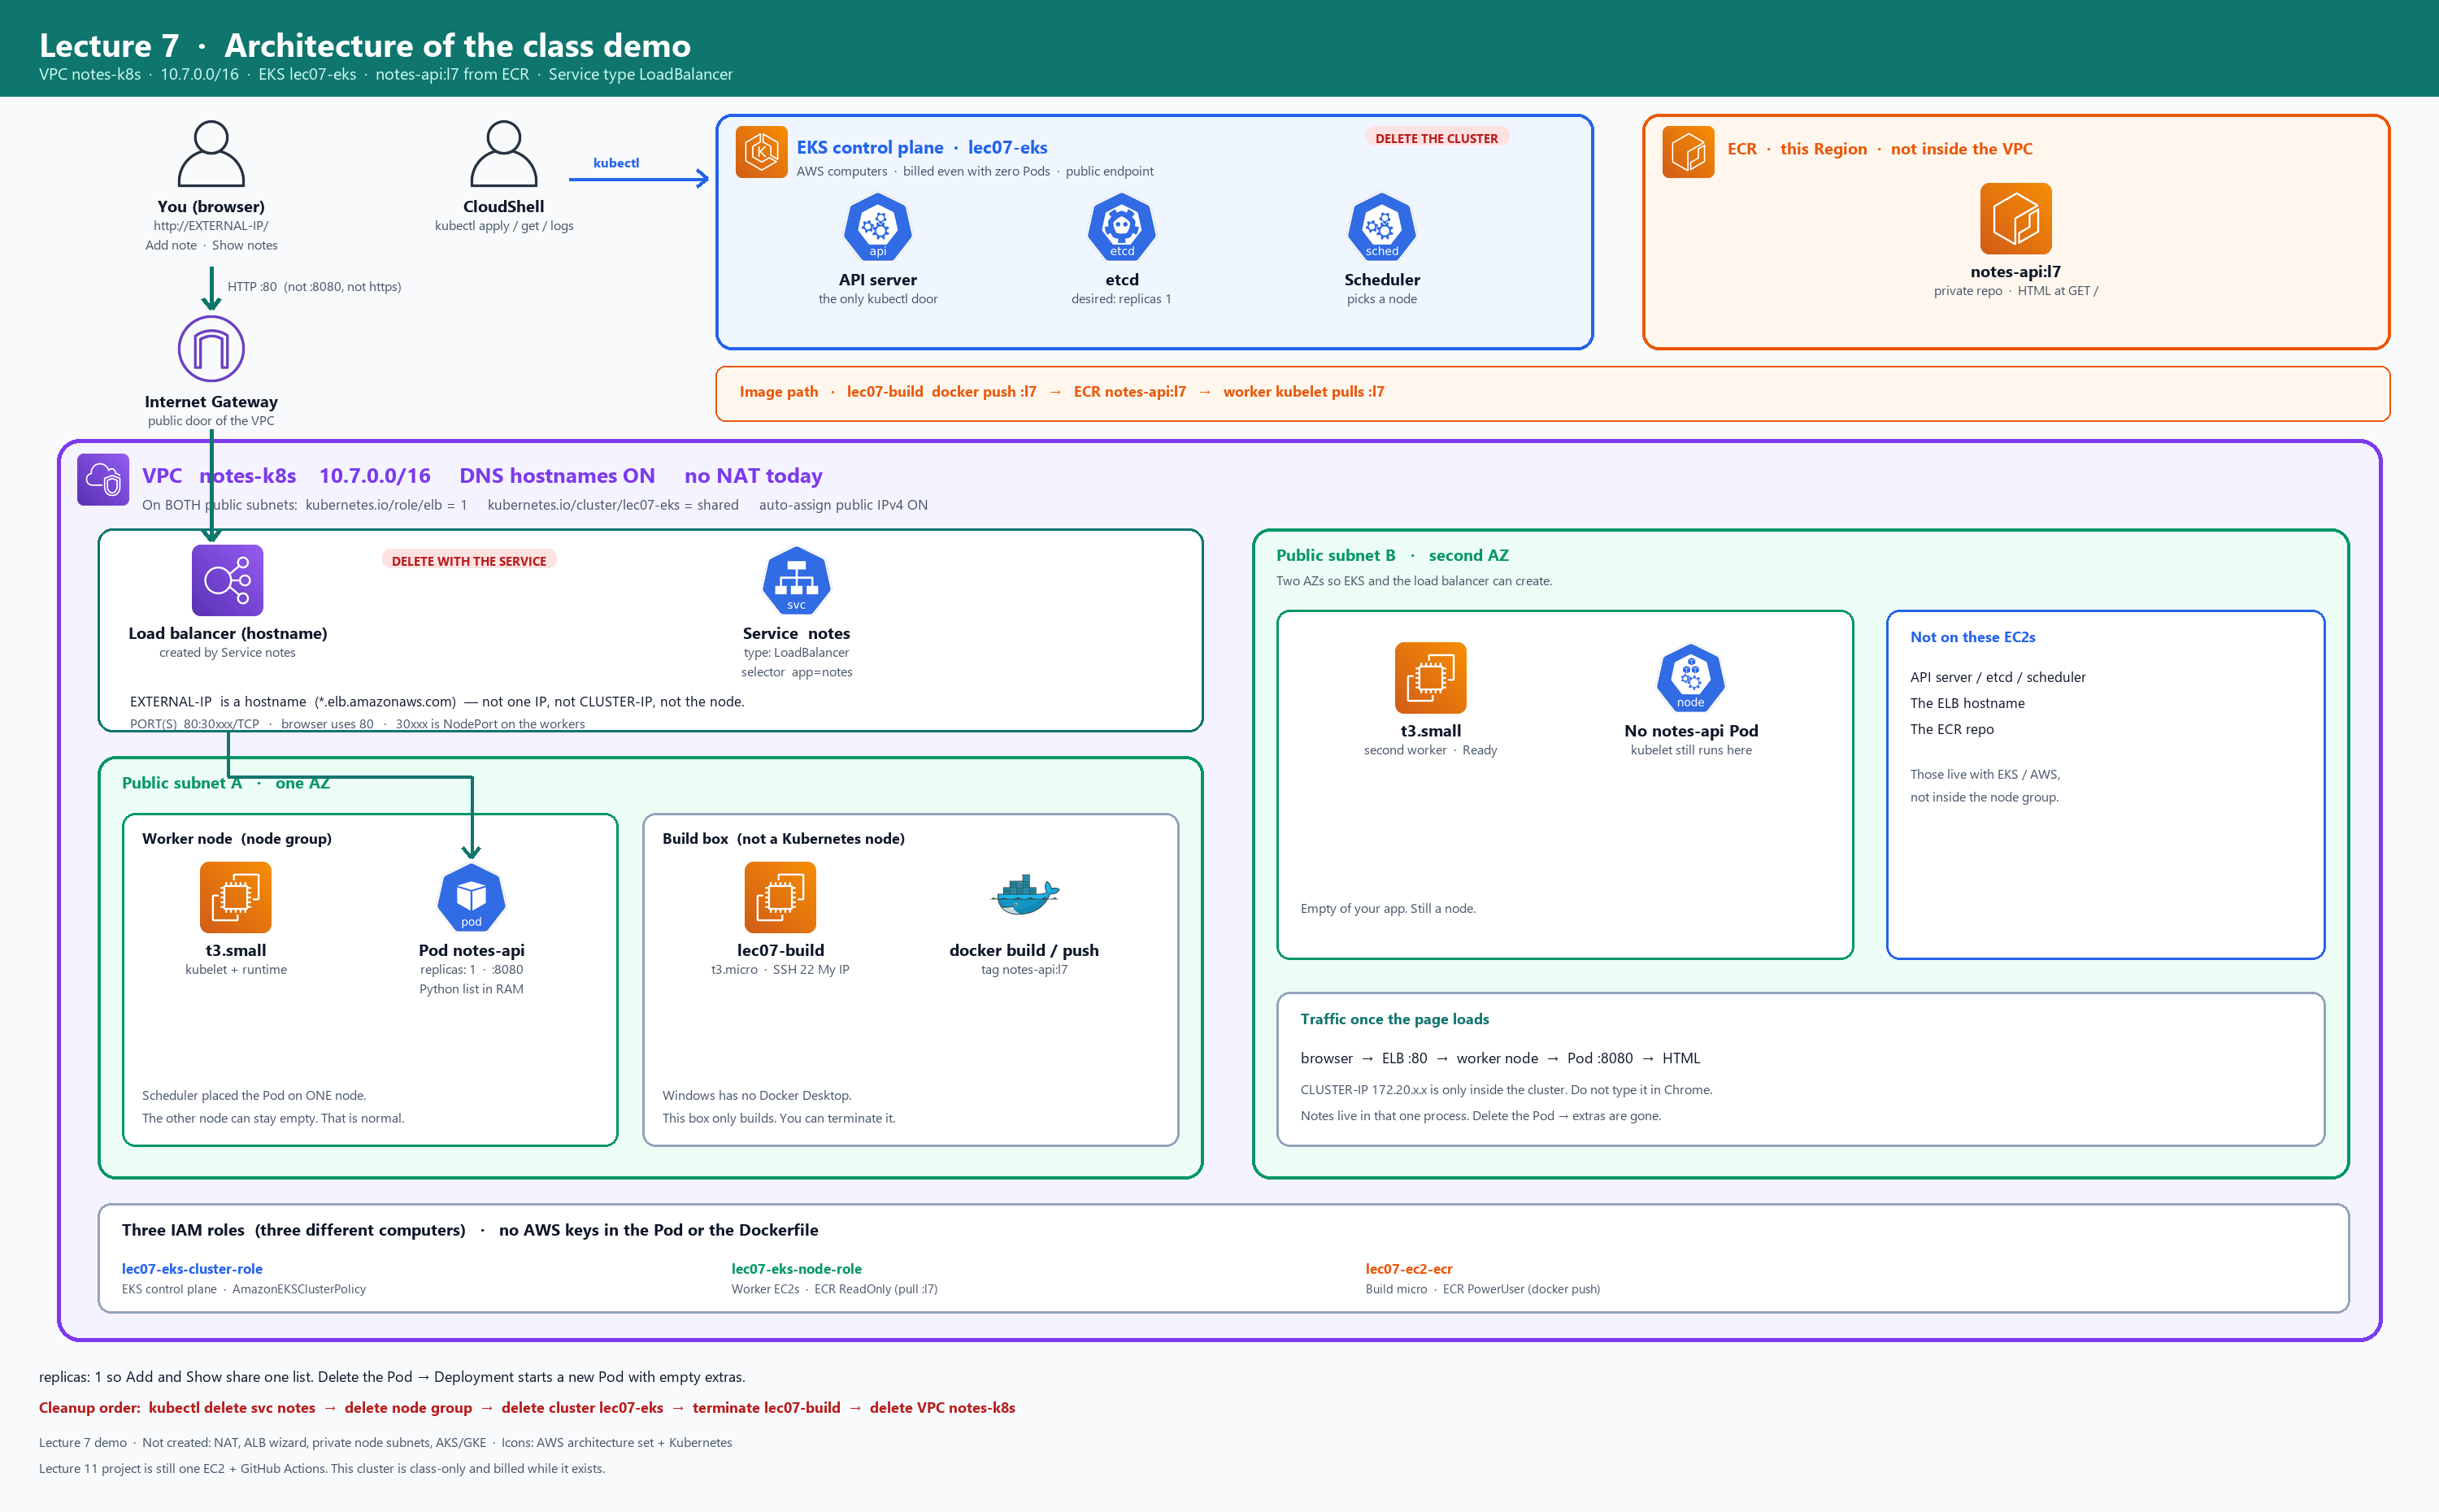 Lecture 7 · Architecture of the class demo
VPC notes-k8s · 10.7.0.0/16 · EKS lec07-eks · notes-api:l7 from ECR · Service type LoadBalancer
You (browser)
http://EXTERNAL-IP/
Add note · Show notes
HTTP :80 (not :8080, not https)
Internet Gateway
public door of the VPC
CloudShell
kubectl apply / get / logs
kubectl
EKS control plane · lec07-eks
AWS computers · billed even with zero Pods · public endpoint
DELETE THE CLUSTER
api
API server
the only kubectl door
etcd
etcd
desired: replicas 1
sched
Scheduler
picks a node
ECR · this Region · not inside the VPC
notes-api:l7
private repo · HTML at GET /
Image path · lec07-build docker push :l7 → ECR notes-api:l7 → worker kubelet pulls :l7
VPC notes-k8s 10.7.0.0/16 DNS hostnames ON no NAT today
On BOTH public subnets: kubernetes.io/role/elb = 1 kubernetes.io/cluster/lec07-eks = shared auto-assign public IPv4 ON
DELETE WITH THE SERVICE
Load balancer (hostname)
created by Service notes
svc
Service notes
type: LoadBalancer
selector app=notes
EXTERNAL-IP is a hostname (*.elb.amazonaws.com) — not one IP, not CLUSTER-IP, not the node.
PORT(S) 80:30xxx/TCP · browser uses 80 · 30xxx is NodePort on the workers
Public subnet A · one AZ
Worker node (node group)
t3.small
kubelet + runtime
pod
Pod notes-api
replicas: 1 · :8080
Python list in RAM
Scheduler placed the Pod on ONE node.
The other node can stay empty. That is normal.
Build box (not a Kubernetes node)
lec07-build
t3.micro · SSH 22 My IP
docker build / push
tag notes-api:l7
Windows has no Docker Desktop.
This box only builds. You can terminate it.
Public subnet B · second AZ
Two AZs so EKS and the load balancer can create.
t3.small
second worker · Ready
node
No notes-api Pod
kubelet still runs here
Empty of your app. Still a node.
Not on these EC2s
API server / etcd / scheduler
The ELB hostname
The ECR repo
Those live with EKS / AWS,
not inside the node group.
Traffic once the page loads
browser → ELB :80 → worker node → Pod :8080 → HTML
CLUSTER-IP 172.20.x.x is only inside the cluster. Do not type it in Chrome.
Notes live in that one process. Delete the Pod → extras are gone.
Three IAM roles (three different computers) · no AWS keys in the Pod or the Dockerfile
lec07-eks-cluster-role
EKS control plane · AmazonEKSClusterPolicy
lec07-eks-node-role
Worker EC2s · ECR ReadOnly (pull :l7)
lec07-ec2-ecr
Build micro · ECR PowerUser (docker push)
replicas: 1 so Add and Show share one list. Delete the Pod → Deployment starts a new Pod with empty extras.
Cleanup order: kubectl delete svc notes → delete node group → delete cluster lec07-eks → terminate lec07-build → delete VPC notes-k8s
Lecture 7 demo · Not created: NAT, ALB wizard, private node subnets, AKS/GKE · Icons: AWS architecture set + Kubernetes
Lecture 11 project is still one EC2 + GitHub Actions. This cluster is class-only and billed while it exists.